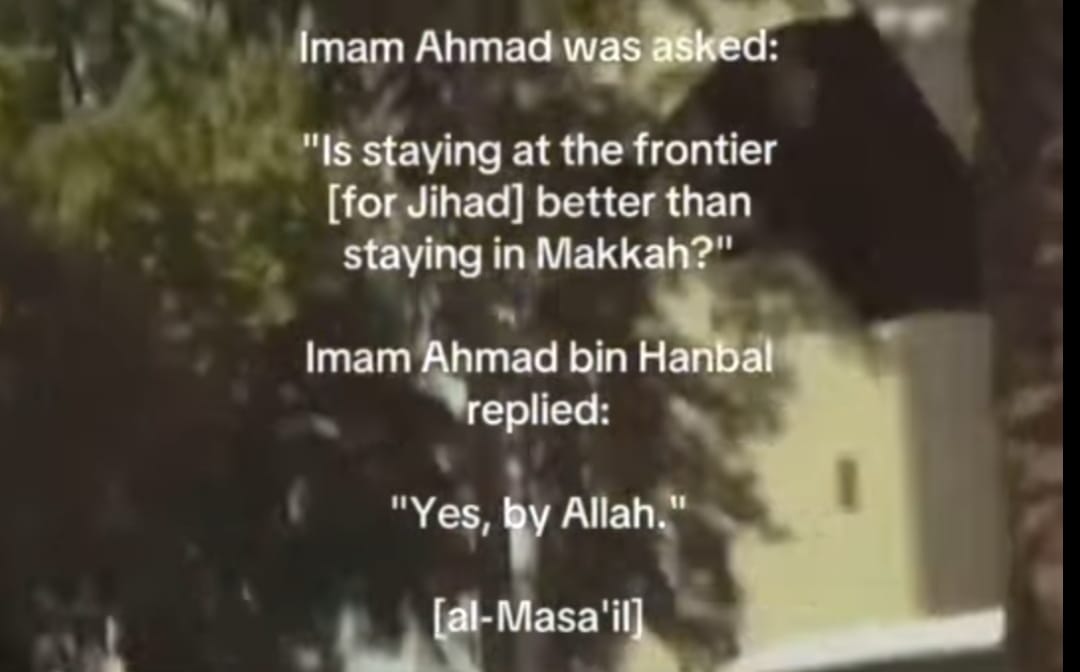 Imam Ahmad was asked:
"Is staying at the frontier
[for Jihad] better than
staying in Makkah?"
Imam Ahmad bin Hanbal
replied:
"Yes, by Allah."
[al-Masa'il]